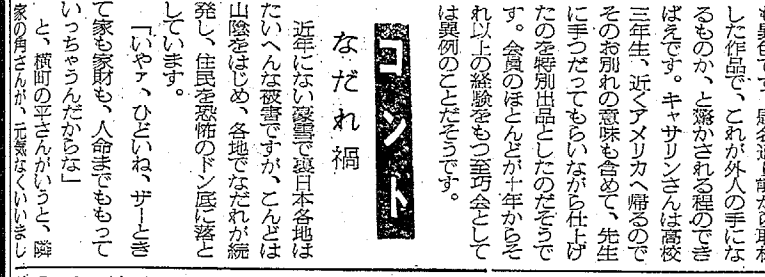 した作品で、これが外人の手にな
るものか、と驚かされる程のでき
ばえです。キャサリンさんは高校
三年生、近くアメリカへ帰るので
そのお別れの意味も含めて、先生
に手つだってもらいながら仕上げ
たのを特別出品としたのだそうで
す。会員のほとんどが十年からそ
れ以上の経験をもつ至巧会として
は異例のことだそうです。
コント
なだれ禍
近年にない豪雪で裏日本各地は
たいへんな被害ですが、こんどは
山陰をはじめ、各地でなだれが続
発し、住民を恐怖のドン底に落と
しています。
「いやァ、ひどいね、ザーとき
て家も家財も、人命までももって
いっちゃうんだからな」
と、横町の平さんがいうと、隣
家の角さんが、元気なくいいまし